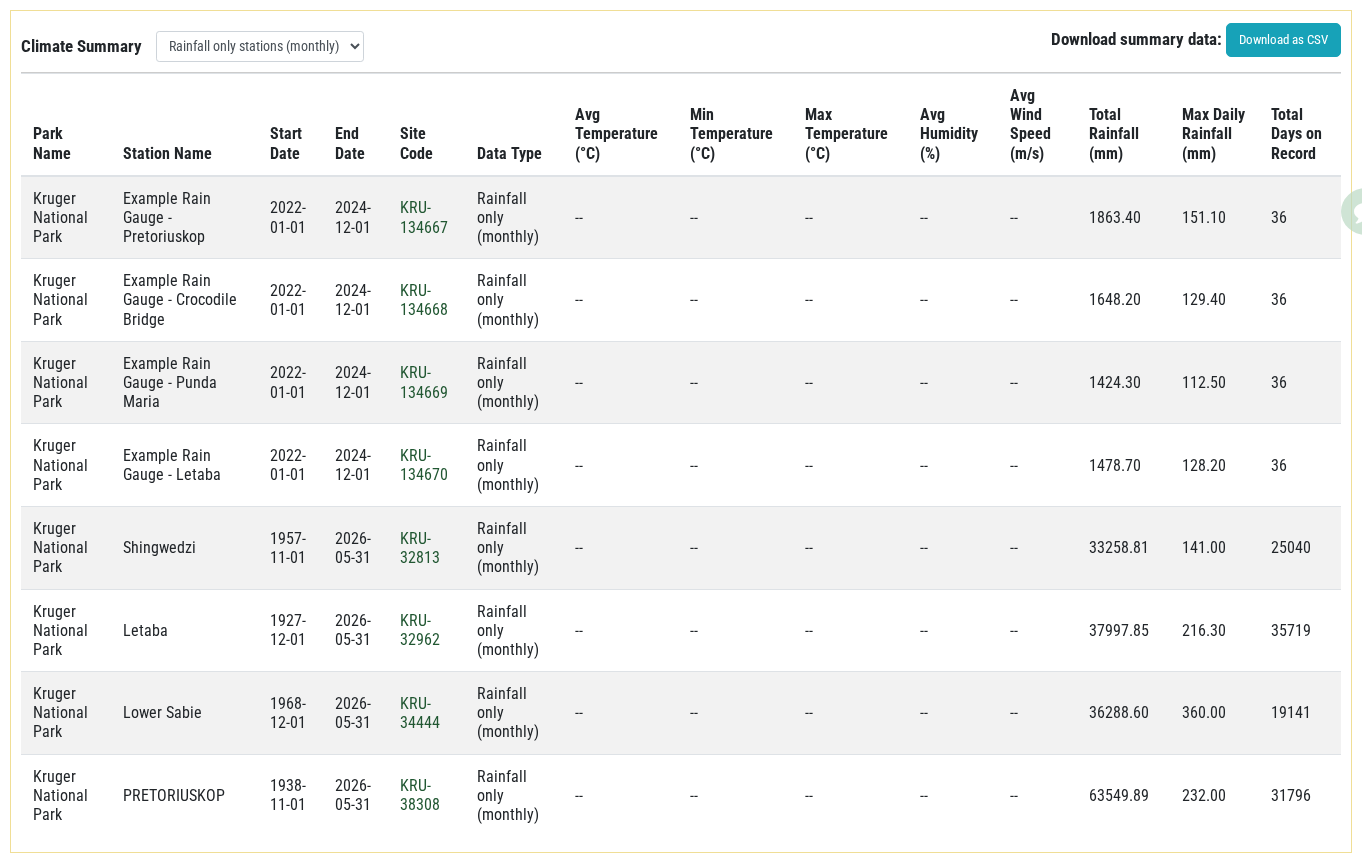 Climate Summary
Rainfall only stations (monthly)
Download summary data:
Download as CSV
Park Name Station Name Start Date End Date Site Code Data Type Avg Temperature (°C) Min Temperature (°C) Max Temperature (°C) Avg Humidity (%) Avg Wind Speed (m/s) Total Rainfall (mm) Max Daily Rainfall (mm) Total Days on Record
Kruger National Park Example Rain Gauge - Pretoriuskop 2022-01-01 2024-12-01 KRU-134667 Rainfall only (monthly) -- -- -- -- -- 1863.40 151.10 36
Kruger National Park Example Rain Gauge - Crocodile Bridge 2022-01-01 2024-12-01 KRU-134668 Rainfall only (monthly) -- -- -- -- -- 1648.20 129.40 36
Kruger National Park Example Rain Gauge - Punda Maria 2022-01-01 2024-12-01 KRU-134669 Rainfall only (monthly) -- -- -- -- -- 1424.30 112.50 36
Kruger National Park Example Rain Gauge - Letaba 2022-01-01 2024-12-01 KRU-134670 Rainfall only (monthly) -- -- -- -- -- 1478.70 128.20 36
Kruger National Park Shingwedzi 1957-11-01 2026-05-31 KRU-32813 Rainfall only (monthly) -- -- -- -- -- 33258.81 141.00 25040
Kruger National Park Letaba 1927-12-01 2026-05-31 KRU-32962 Rainfall only (monthly) -- -- -- -- -- 37997.85 216.30 35719
Kruger National Park Lower Sabie 1968-12-01 2026-05-31 KRU-34444 Rainfall only (monthly) -- -- -- -- -- 36288.60 360.00 19141
Kruger National Park PRETORIUSKOP 1938-11-01 2026-05-31 KRU-38308 Rainfall only (monthly) -- -- -- -- -- 63549.89 232.00 31796